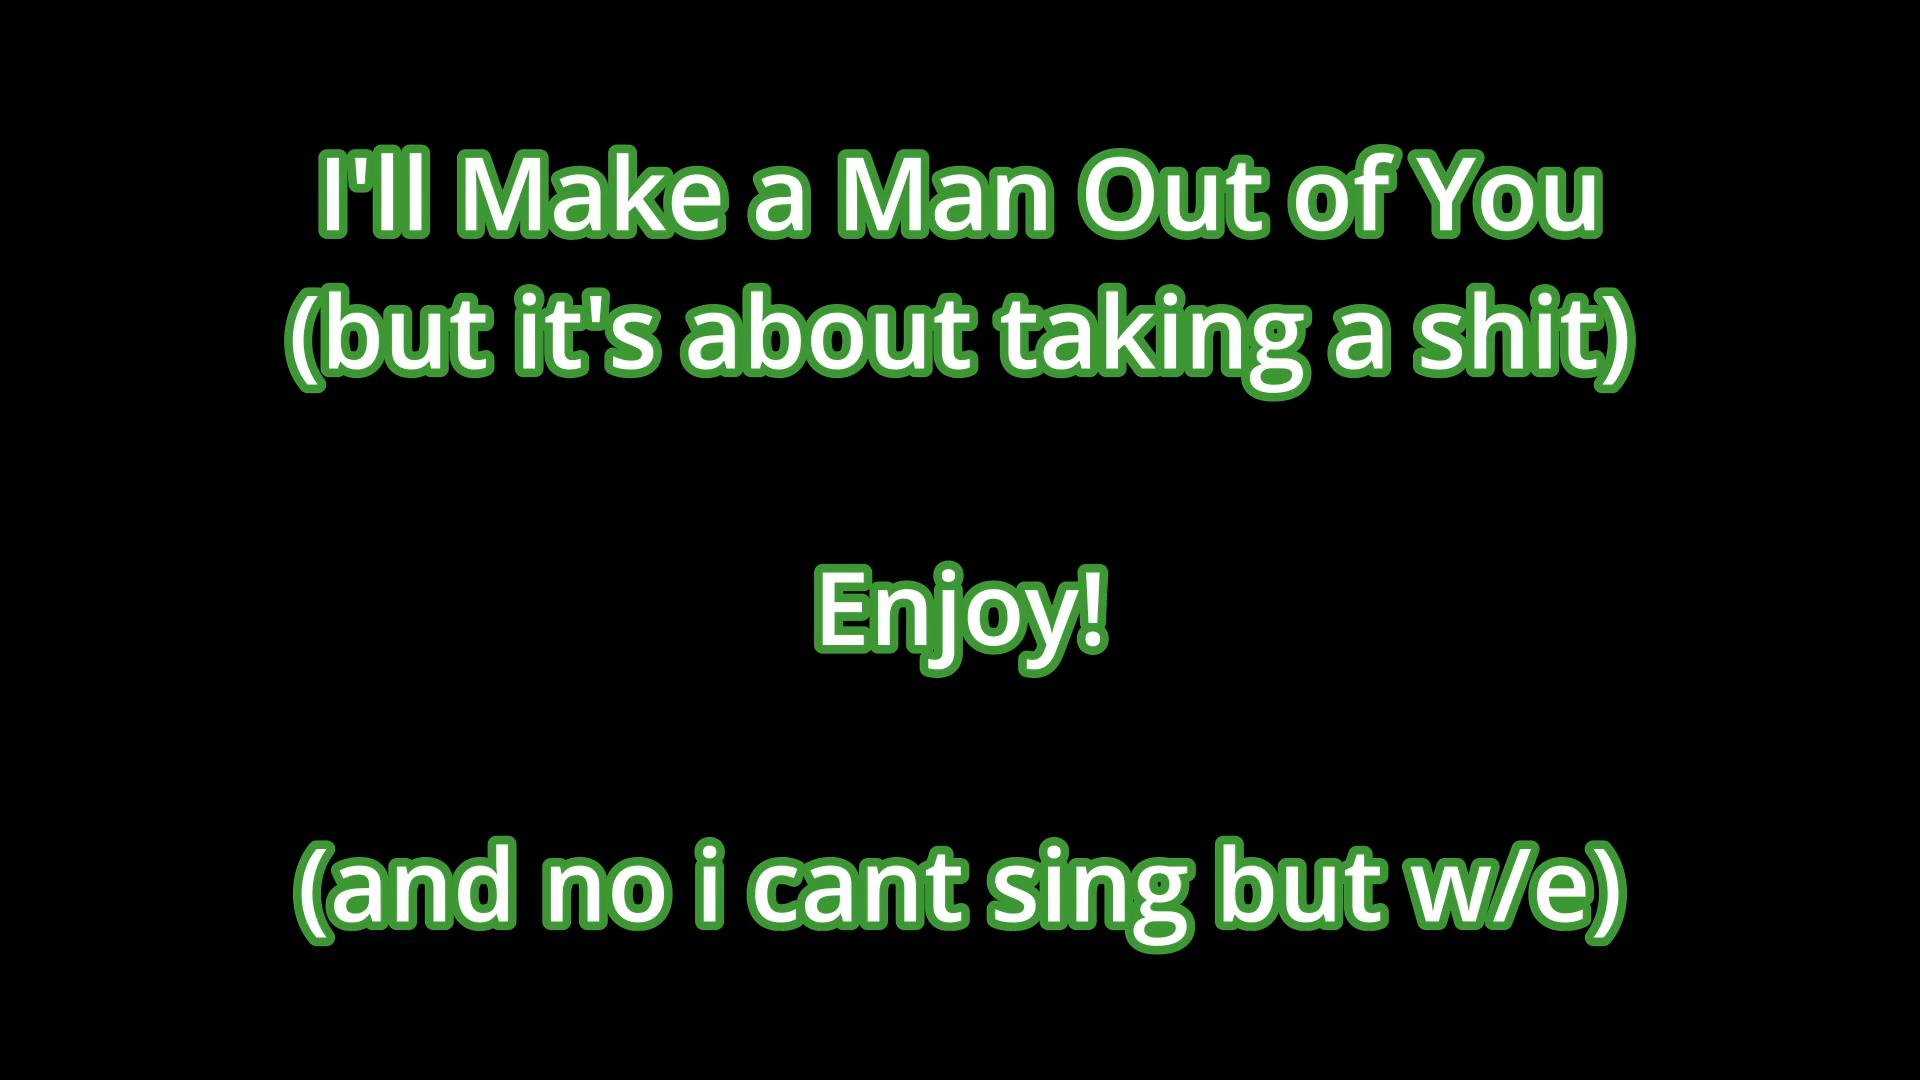 I'll Make a Man Out of You
(but it's about taking a shit)
Enjoy!
(and no i cant sing but w/e)